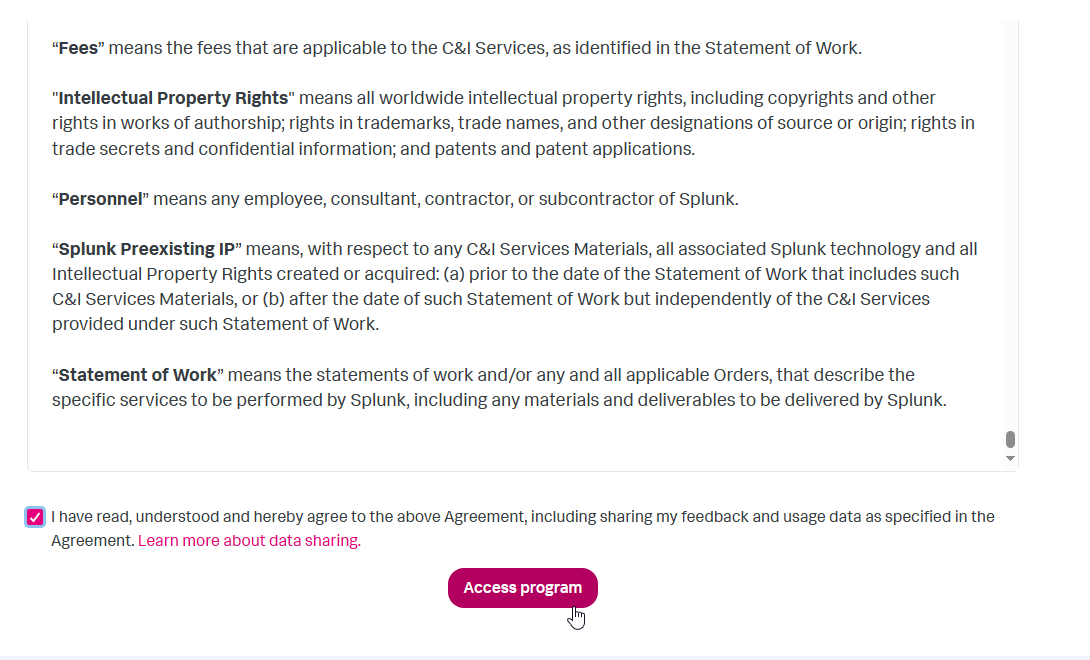 “Fees” means the fees that are applicable to the C&I Services, as identified in the Statement of Work.
"Intellectual Property Rights" means all worldwide intellectual property rights, including copyrights and other
rights in works of authorship; rights in trademarks, trade names, and other designations of source or origin; rights in
trade secrets and confidential information; and patents and patent applications.
“Personnel” means any employee, consultant, contractor, or subcontractor of Splunk.
“Splunk Preexisting IP” means, with respect to any C&I Services Materials, all associated Splunk technology and all
Intellectual Property Rights created or acquired: (a) prior to the date of the Statement of Work that includes such
C&I Services Materials, or (b) after the date of such Statement of Work but independently of the C&I Services
provided under such Statement of Work.
“Statement of Work” means the statements of work and/or any and all applicable Orders, that describe the
specific services to be performed by Splunk, including any materials and deliverables to be delivered by Splunk.
I have read, understood and hereby agree to the above Agreement, including sharing my feedback and usage data as specified in the
Agreement. Learn more about data sharing.
Access program